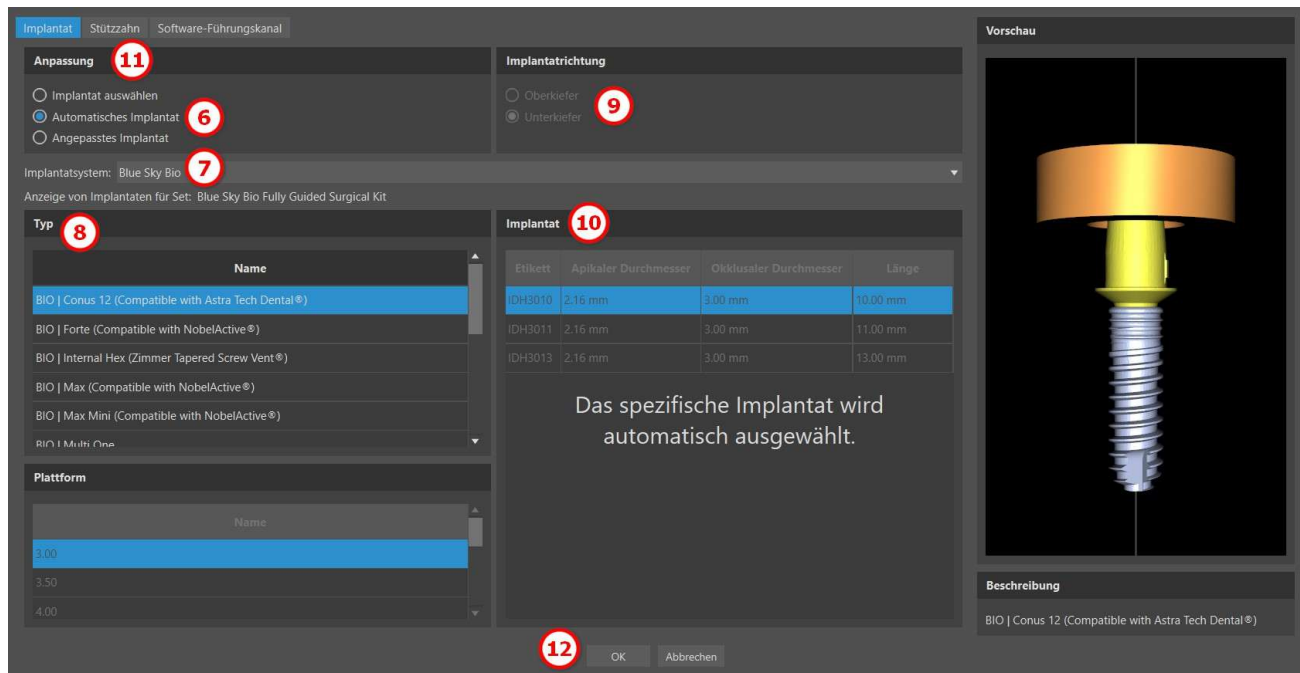 Implantat Stützzahn Software-Führungskanal
Anpassung 11
Implantat auswählen
Automatisches Implantat 6
Angepasstes Implantat
Implantatrichtung
Oberkiefer
Unterkiefer
9
Implantatsystem: Blue Sky Bio 7
Anzeige von Implantaten für Set: Blue Sky Bio Fully Guided Surgical Kit
Typ 8
Name
BIO | Conus 12 (Compatible with Astra Tech Dental®)
BIO | Forte (Compatible with NobelActive®)
BIO | Internal Hex (Zimmer Tapered Screw Vent®)
BIO | Max (Compatible with NobelActive®)
BIO | Max Mini (Compatible with NobelActive®)
BIO | Multi One
Plattform
Name
3.00
3.50
4.00
Implantat 10
Etikett Apikaler Durchmesser Okklusaler Durchmesser Länge
IDH3010 2.16 mm 3.00 mm 10.00 mm
IDH3011 2.16 mm 3.00 mm 11.00 mm
IDH3013 2.16 mm 3.00 mm 13.00 mm
Das spezifische Implantat wird
automatisch ausgewählt.
Vorschau
Beschreibung
BIO | Conus 12 (Compatible with Astra Tech Dental®)
12 OK Abbrechen